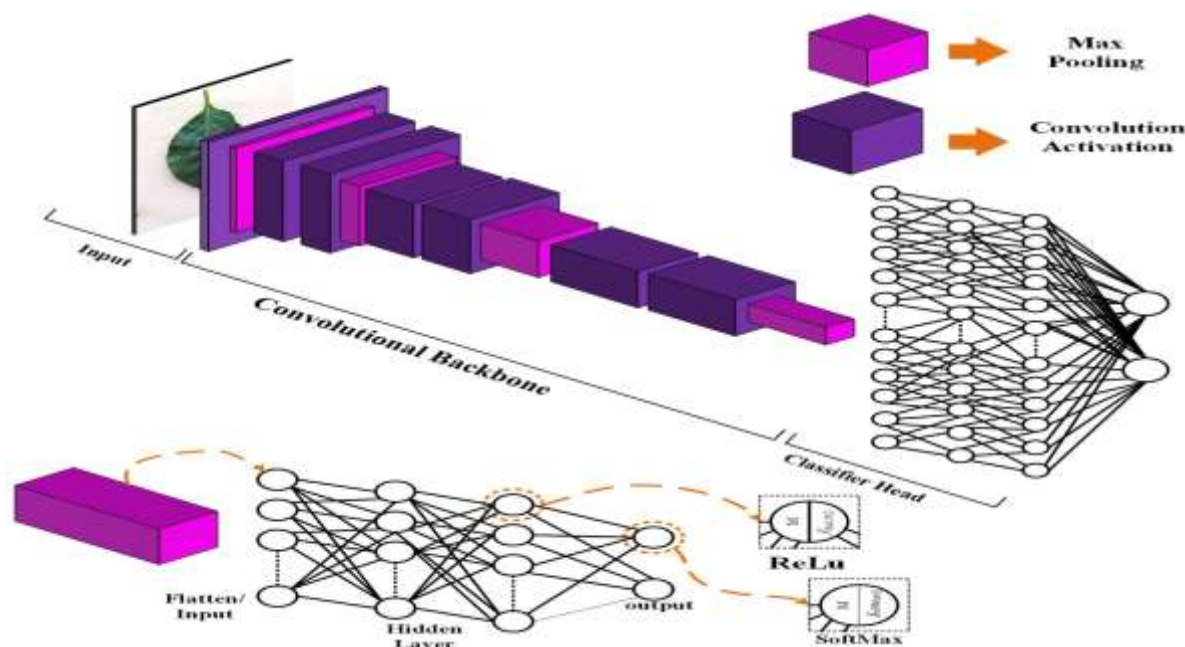 Max
Pooling
Convolution
Activation
Input
Convolutional Backbone
Classifier Head
Flatten/
Input
Hidden
Layer
output
M
ReLu
M
SoftMax